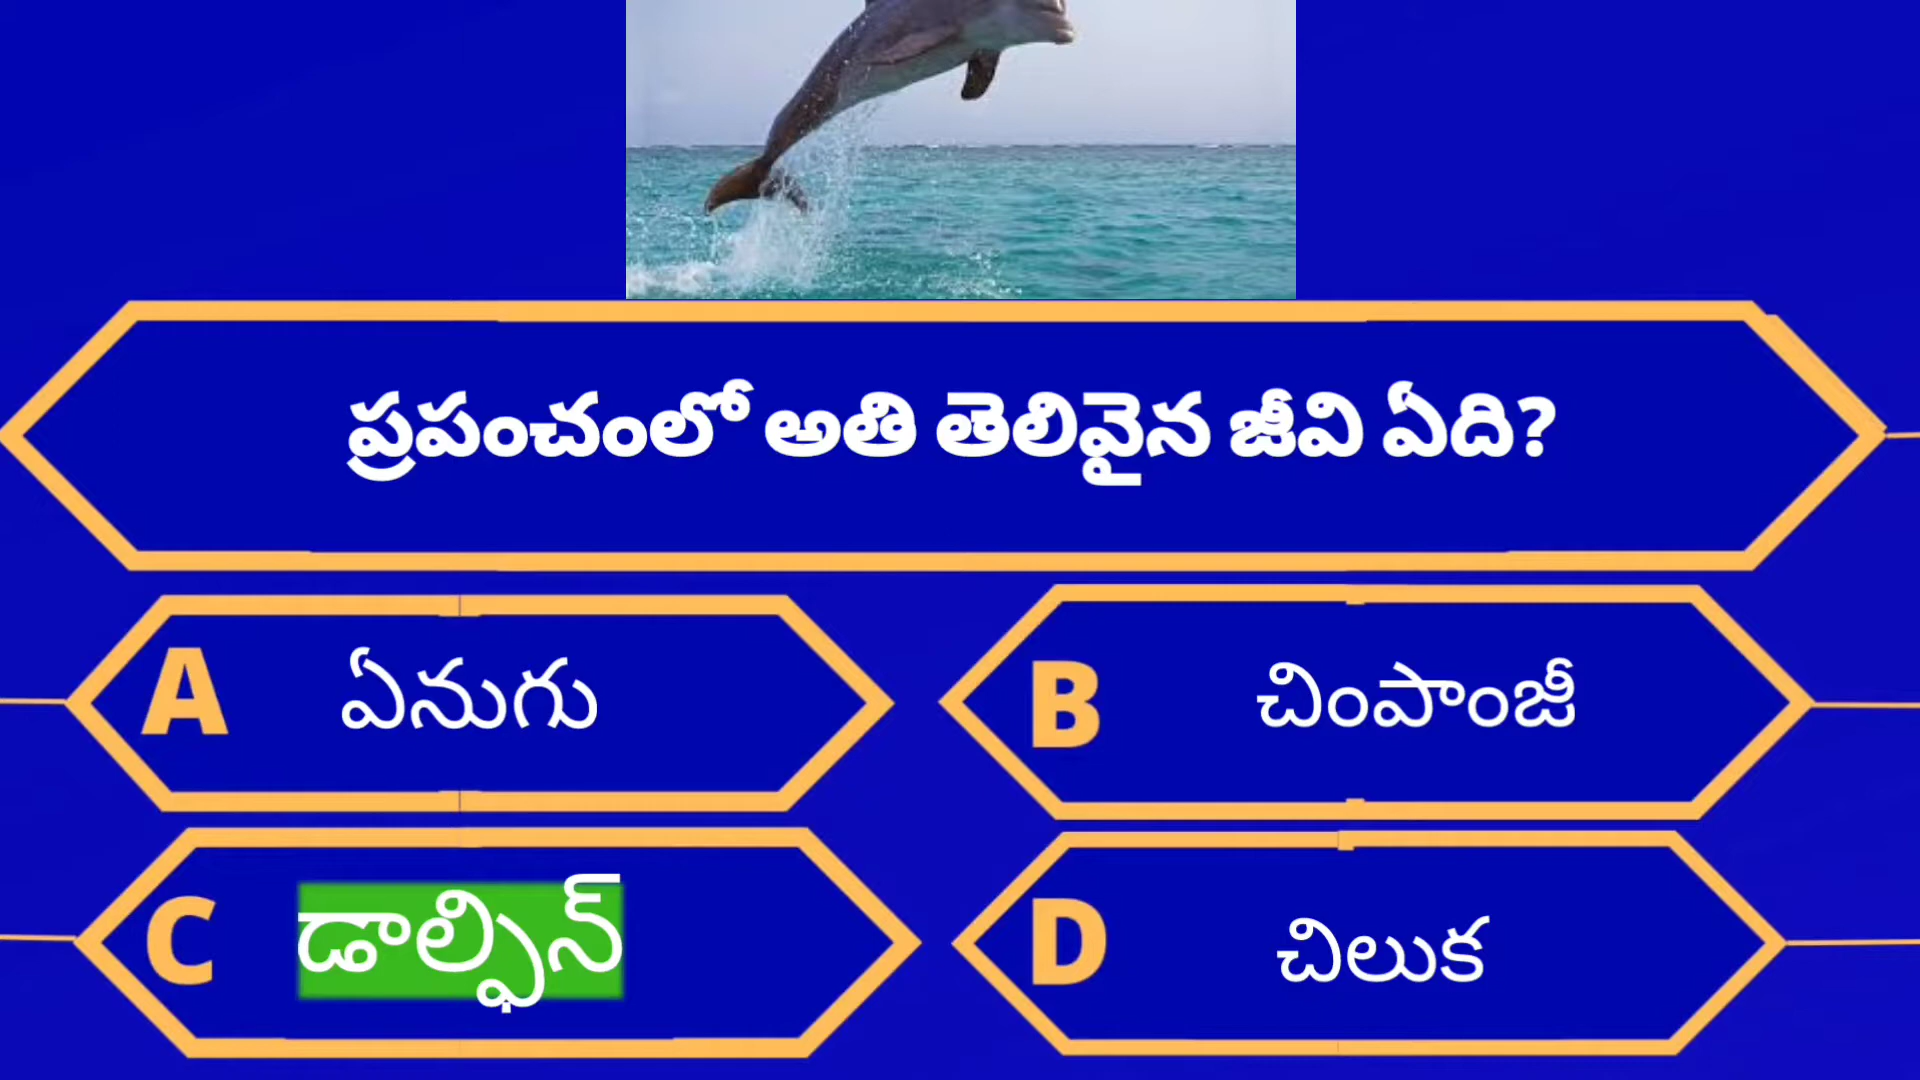 ప్రపంచంలో అతి తెలివైన జీవి ఏది?
A ఏనుగు
B చింపాంజీ
C డాల్ఫిన్
D చిలుక